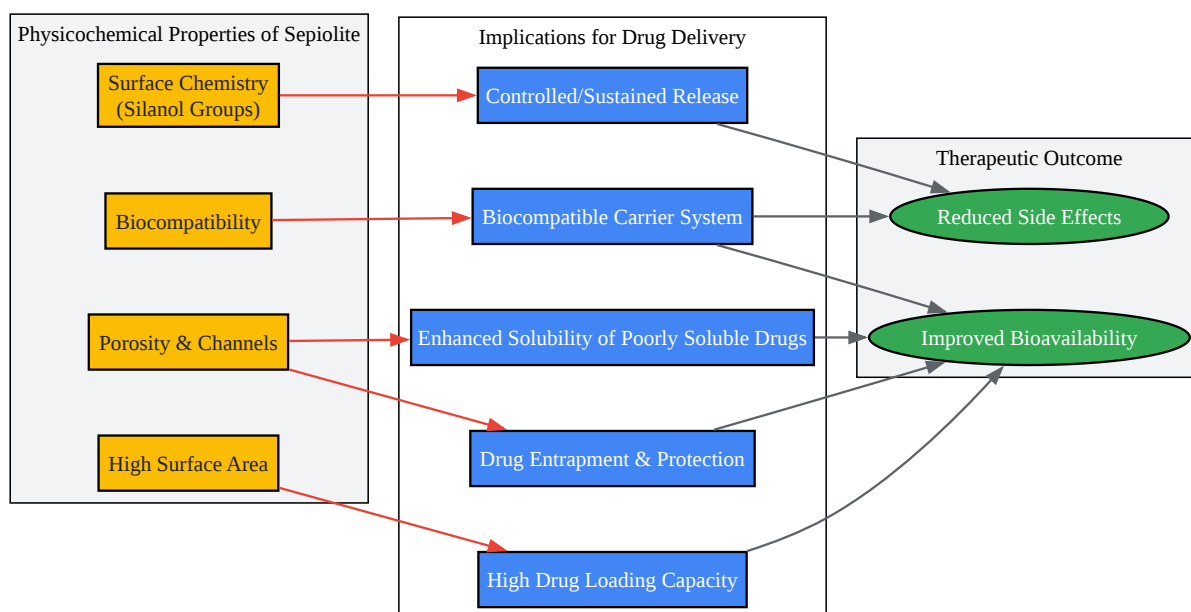 Physicochemical Properties of Sepiolite
Surface Chemistry
(Silanol Groups)
Biocompatibility
Porosity & Channels
High Surface Area
Implications for Drug Delivery
Controlled/Sustained Release
Biocompatible Carrier System
Enhanced Solubility of Poorly Soluble Drugs
Drug Entrapment & Protection
High Drug Loading Capacity
Therapeutic Outcome
Reduced Side Effects
Improved Bioavailability